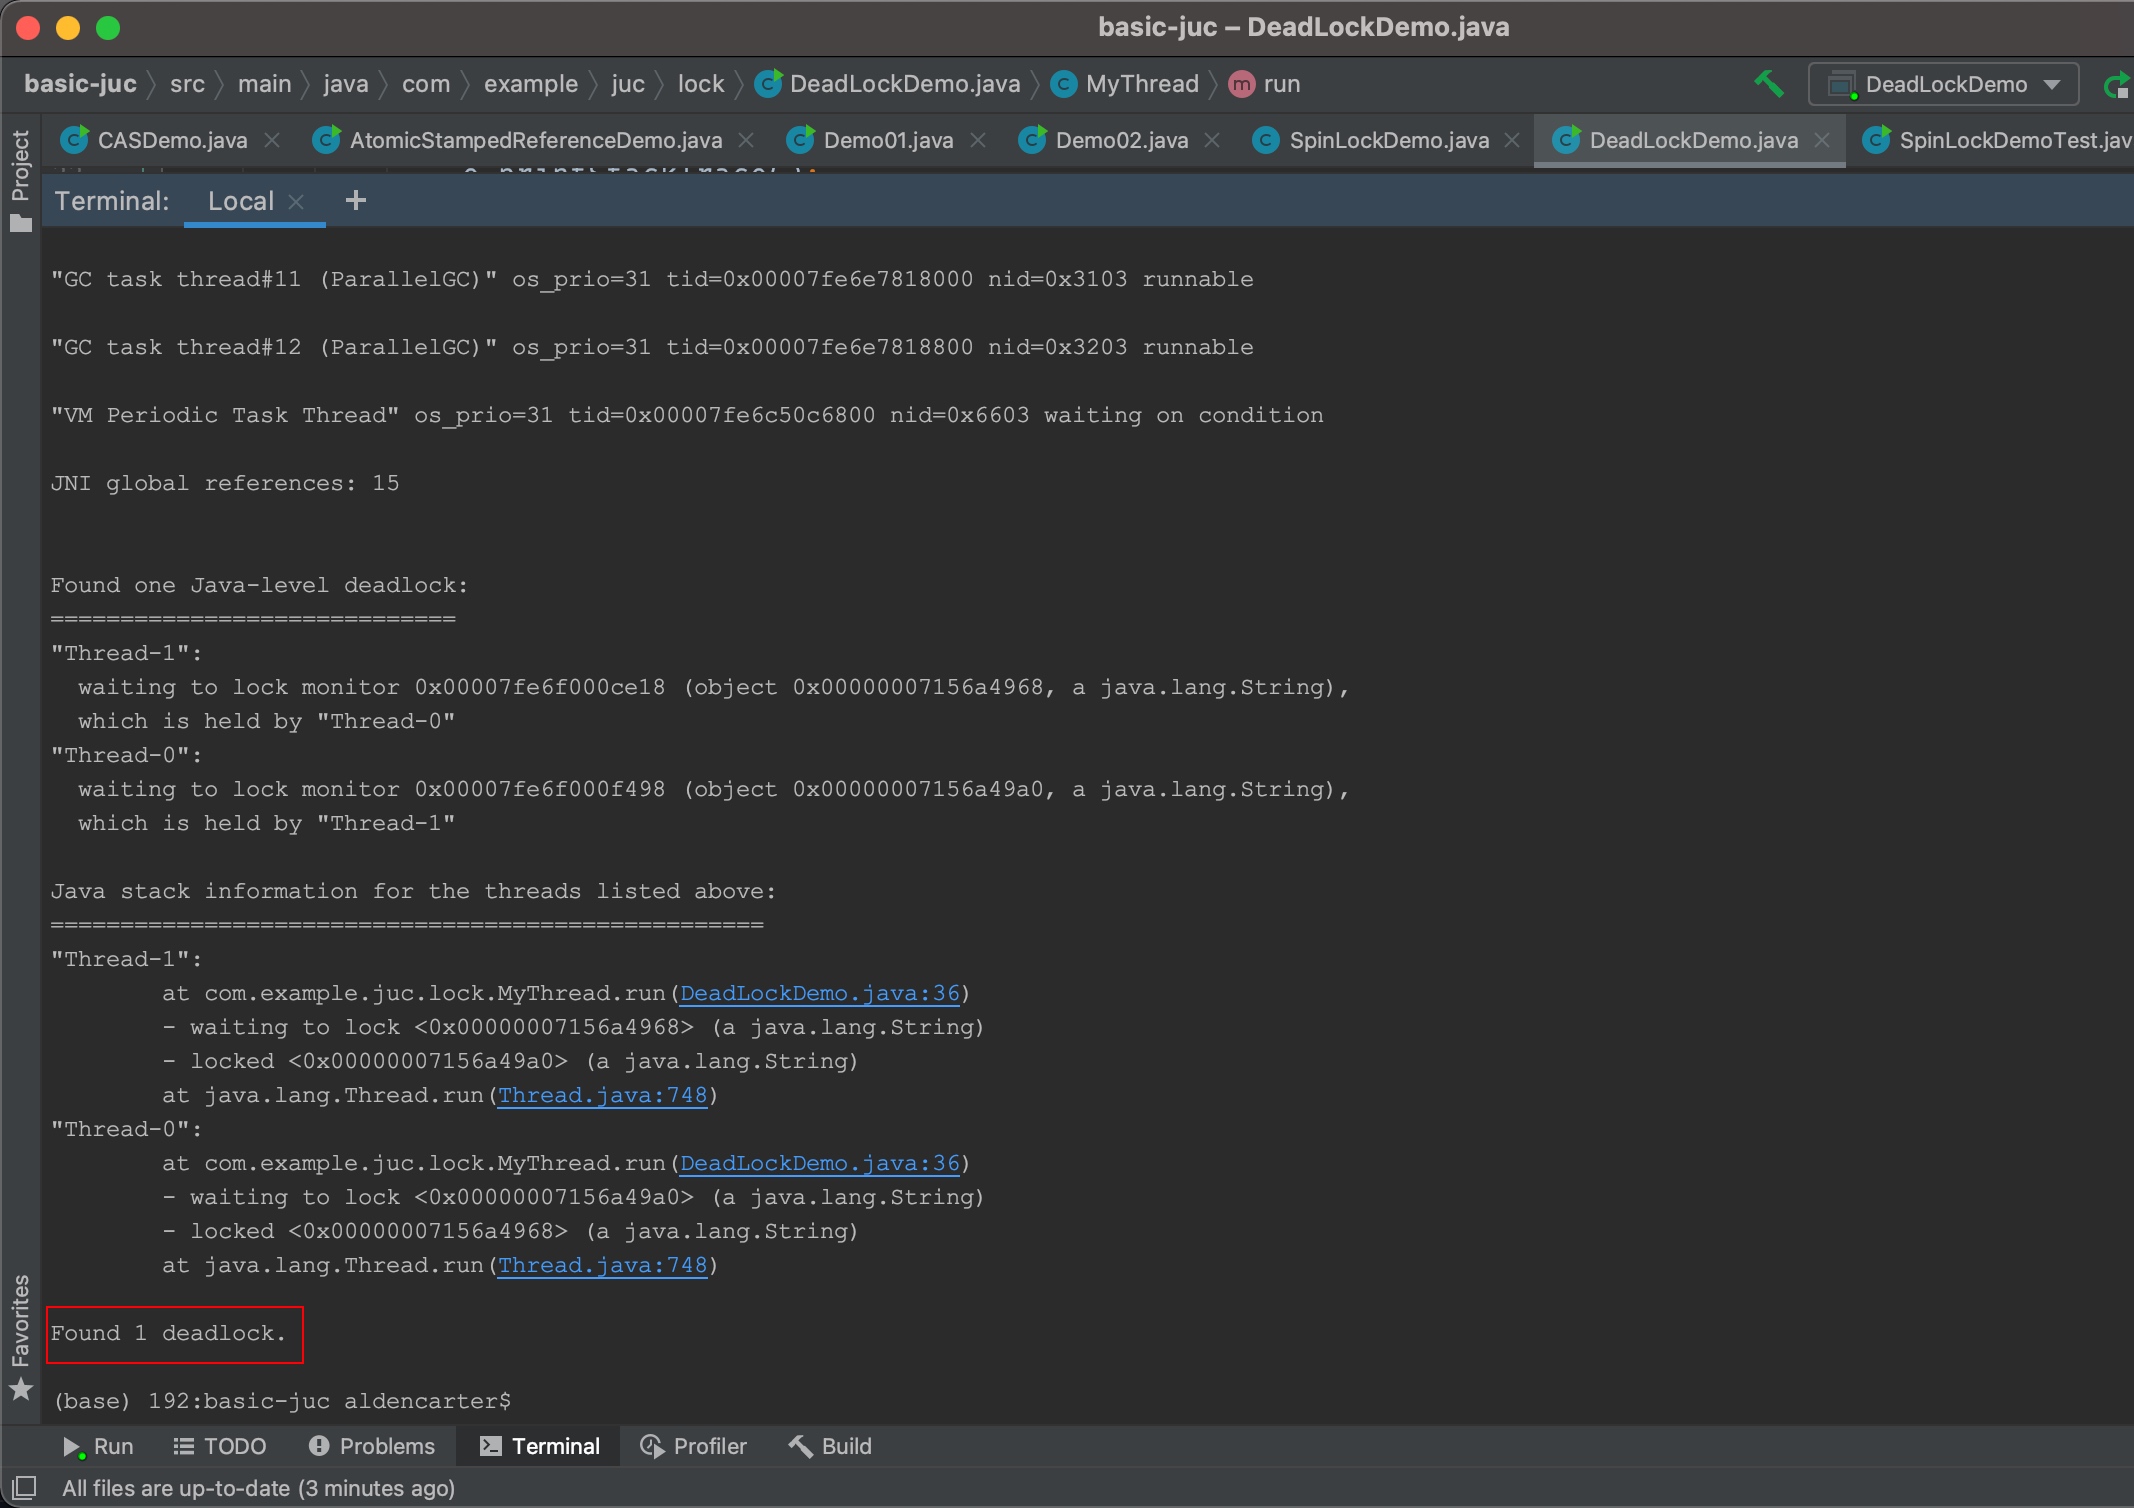 basic-juc – DeadLockDemo.java
basic-juc src main java com example juc lock DeadLockDemo.java MyThread run DeadLockDemo
CASDemo.java AtomicStampedReferenceDemo.java Demo01.java Demo02.java SpinLockDemo.java DeadLockDemo.java SpinLockDemoTest.jav
Project
Terminal: Local +
"GC task thread#11 (ParallelGC)" os_prio=31 tid=0x00007fe6e7818000 nid=0x3103 runnable
"GC task thread#12 (ParallelGC)" os_prio=31 tid=0x00007fe6e7818800 nid=0x3203 runnable
"VM Periodic Task Thread" os_prio=31 tid=0x00007fe6c50c6800 nid=0x6603 waiting on condition
JNI global references: 15
Found one Java-level deadlock:
=============================
"Thread-1":
  waiting to lock monitor 0x00007fe6f000ce18 (object 0x00000007156a4968, a java.lang.String),
  which is held by "Thread-0"
"Thread-0":
  waiting to lock monitor 0x00007fe6f000f498 (object 0x00000007156a49a0, a java.lang.String),
  which is held by "Thread-1"
Java stack information for the threads listed above:
===================================================
"Thread-1":
        at com.example.juc.lock.MyThread.run(DeadLockDemo.java:36)
        - waiting to lock <0x00000007156a4968> (a java.lang.String)
        - locked <0x00000007156a49a0> (a java.lang.String)
        at java.lang.Thread.run(Thread.java:748)
"Thread-0":
        at com.example.juc.lock.MyThread.run(DeadLockDemo.java:36)
        - waiting to lock <0x00000007156a49a0> (a java.lang.String)
        - locked <0x00000007156a4968> (a java.lang.String)
        at java.lang.Thread.run(Thread.java:748)
Found 1 deadlock.
(base) 192:basic-juc aldencarter$
Favorites
Run TODO Problems Terminal Profiler Build
All files are up-to-date (3 minutes ago)